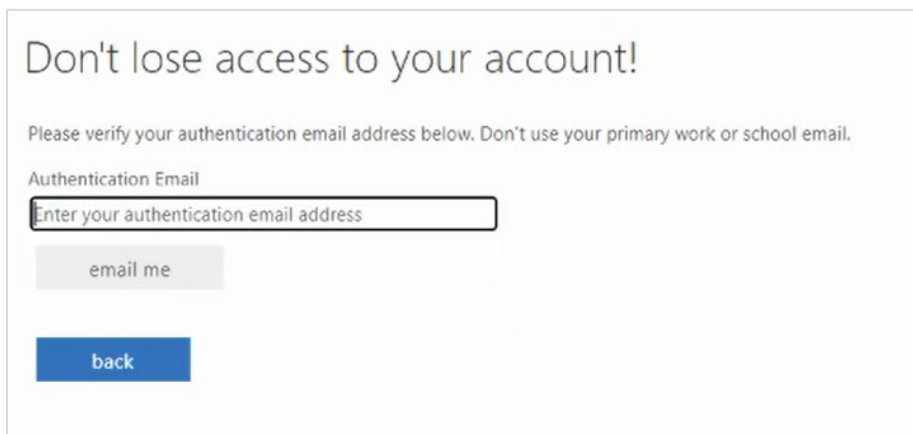 Don't lose access to your account!
Please verify your authentication email address below. Don't use your primary work or school email.
Authentication Email
Enter your authentication email address
email me
back